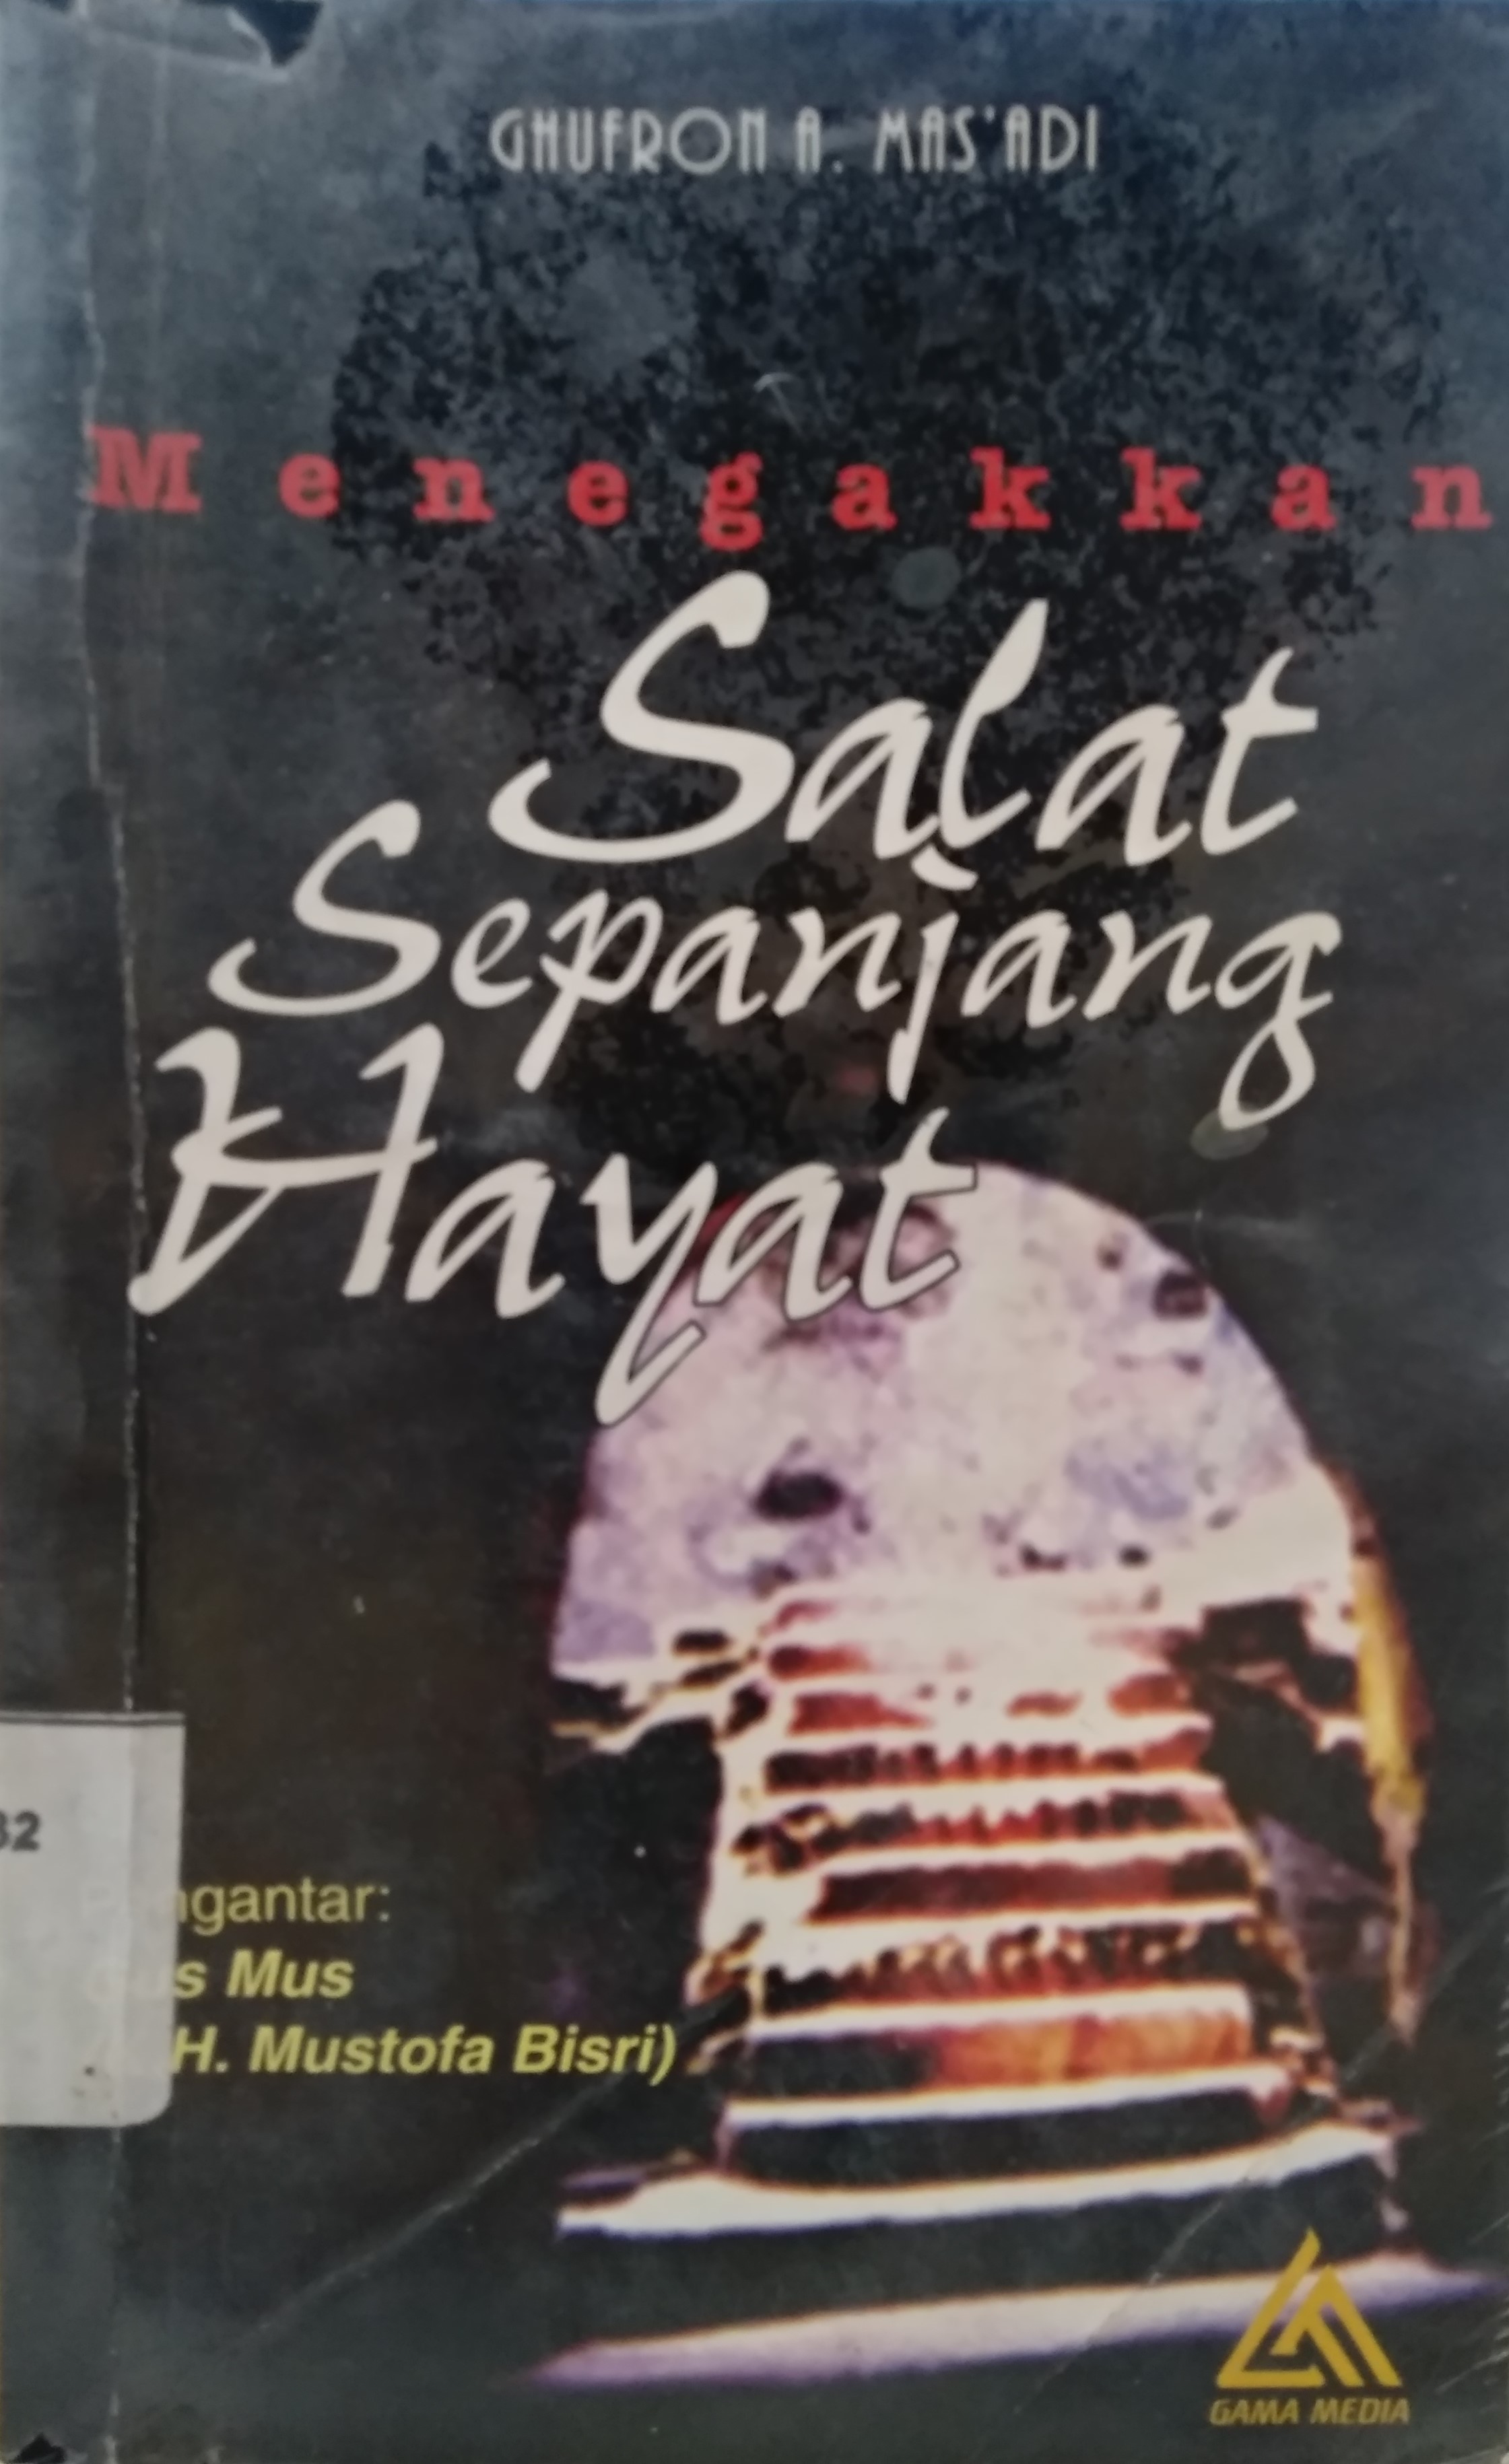 GHUFRON A. MAS'ADI
Menegakkan
Salat
Sepanjang
Hayat
32
ngantar:
s Mus
H. Mustofa Bisri)
GAMA MEDIA